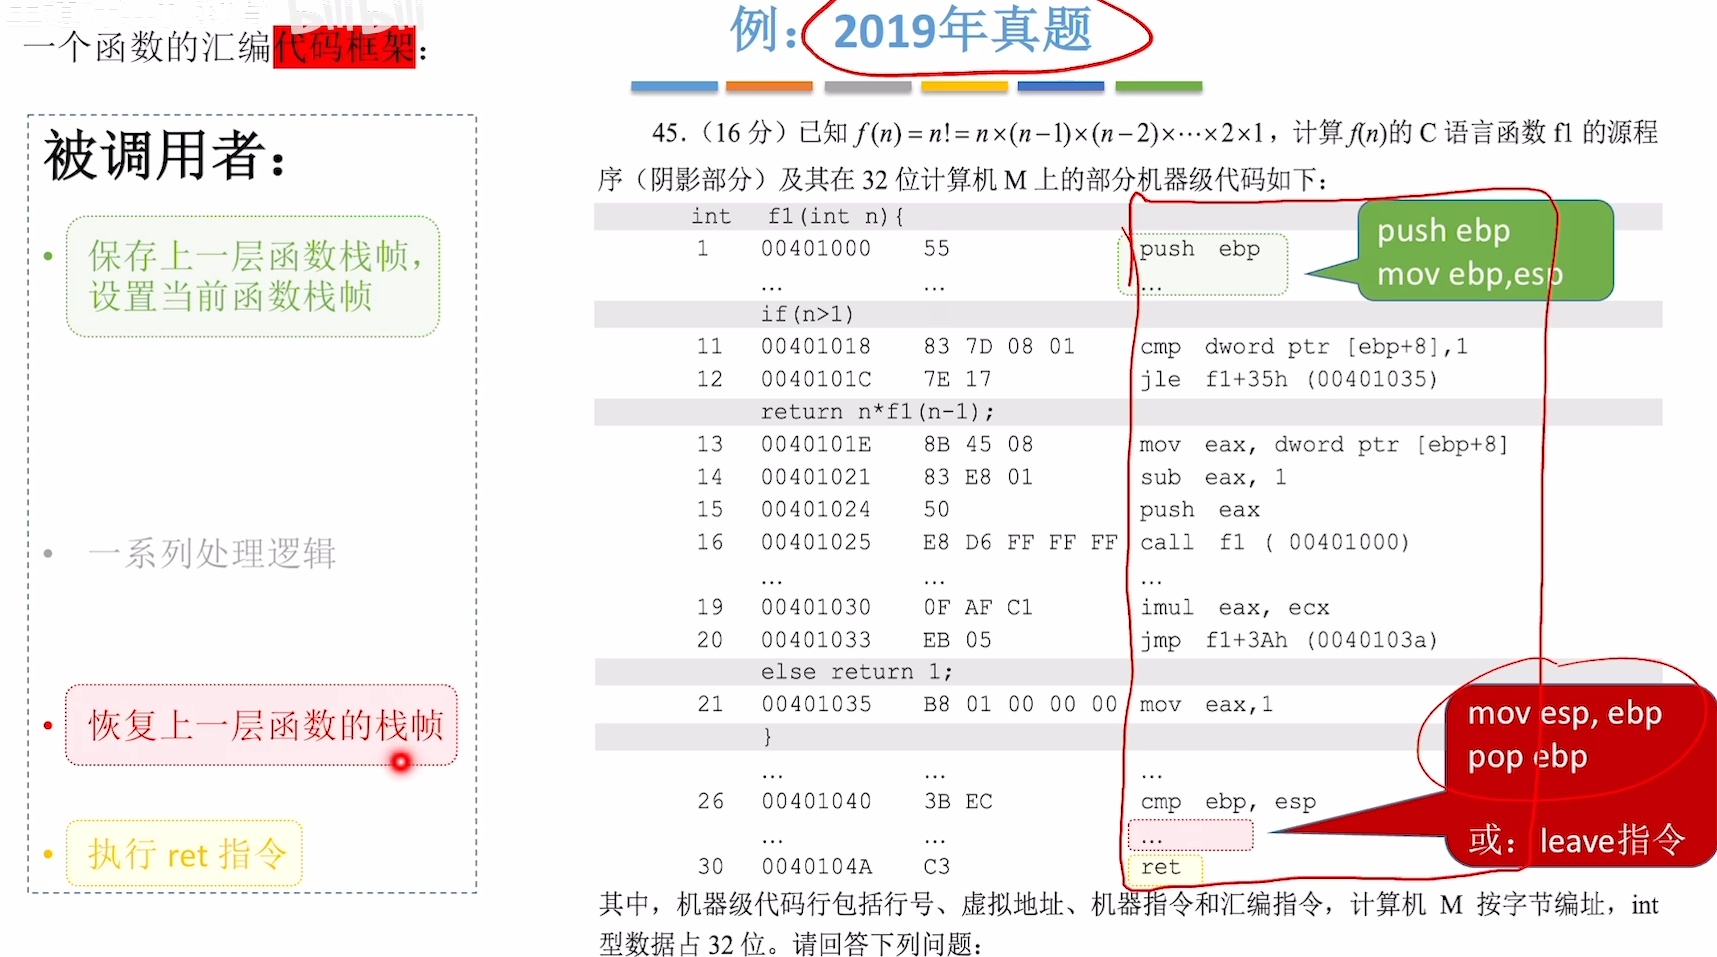 bilibili
一个函数的汇编代码框架：
被调用者：
• 保存上一层函数栈帧，
设置当前函数栈帧
• 一系列处理逻辑
• 恢复上一层函数的栈帧
• 执行 ret 指令
例：2019年真题
45.（16 分）已知 f(n) = n! = n×(n−1)×(n−2)×⋯×2×1，计算 f(n)的 C 语言函数 f1 的源程
序（阴影部分）及其在 32 位计算机 M 上的部分机器级代码如下：
int f1(int n){
1 00401000 55 push ebp
... ... ...
if(n>1)
11 00401018 83 7D 08 01 cmp dword ptr [ebp+8],1
12 0040101C 7E 17 jle f1+35h (00401035)
return n*f1(n-1);
13 0040101E 8B 45 08 mov eax, dword ptr [ebp+8]
14 00401021 83 E8 01 sub eax, 1
15 00401024 50 push eax
16 00401025 E8 D6 FF FF FF call f1 ( 00401000)
... ... ...
19 00401030 0F AF C1 imul eax, ecx
20 00401033 EB 05 jmp f1+3Ah (0040103a)
else return 1;
21 00401035 B8 01 00 00 00 mov eax,1
}
... ... ...
26 00401040 3B EC cmp ebp, esp
... ... ...
30 0040104A C3 ret
push ebp
mov ebp,esp
mov esp, ebp
pop ebp
或：leave指令
其中，机器级代码行包括行号、虚拟地址、机器指令和汇编指令，计算机 M 按字节编址，int
型数据占 32 位。请回答下列问题：